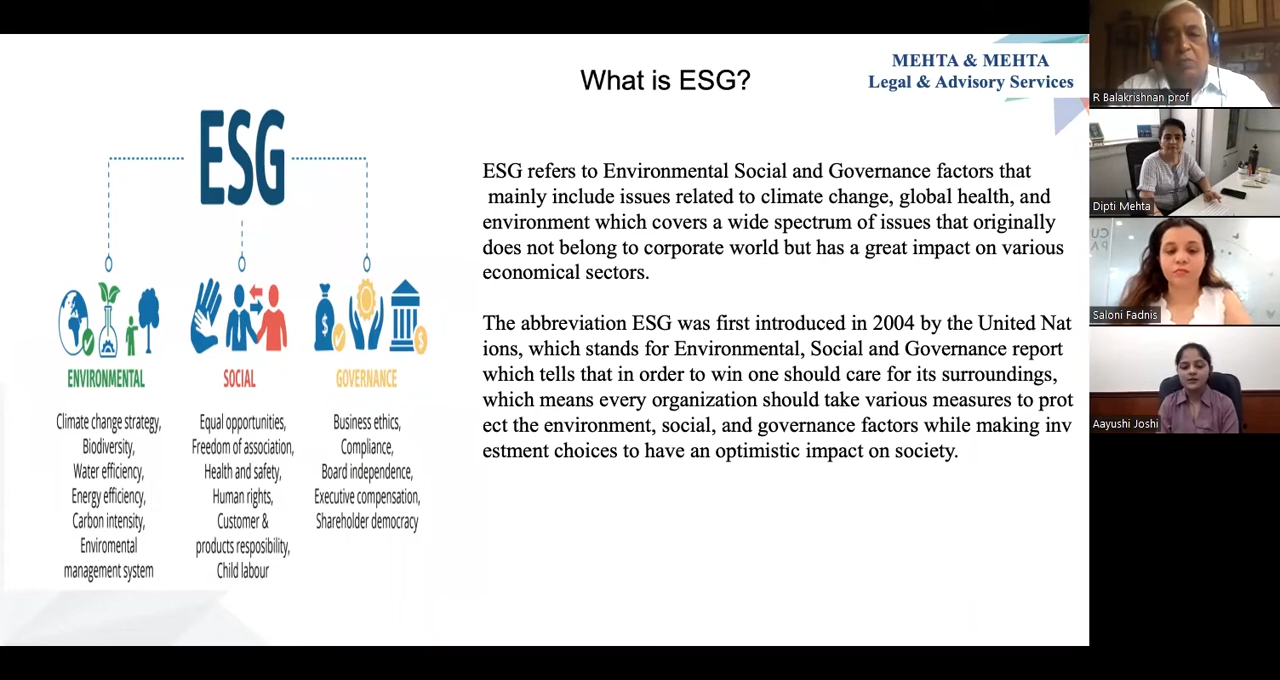 What is ESG?
MEHTA & MEHTA
Legal & Advisory Services
ESG
ENVIRONMENTAL
Climate change strategy,
Biodiversity,
Water efficiency,
Energy efficiency,
Carbon intensity,
Enviromental
management system
SOCIAL
Equal opportunities,
Freedom of association,
Health and safety,
Human rights,
Customer &
products resposibility,
Child labour
GOVERNANCE
Business ethics,
Compliance,
Board independence,
Executive compensation,
Shareholder democracy
ESG refers to Environmental Social and Governance factors that
mainly include issues related to climate change, global health, and
environment which covers a wide spectrum of issues that originally
does not belong to corporate world but has a great impact on various
economical sectors.
The abbreviation ESG was first introduced in 2004 by the United Nat
ions, which stands for Environmental, Social and Governance report
which tells that in order to win one should care for its surroundings,
which means every organization should take various measures to prot
ect the environment, social, and governance factors while making inv
estment choices to have an optimistic impact on society.
R Balakrishnan prof
Dipti Mehta
Saloni Fadnis
Aayushi Joshi